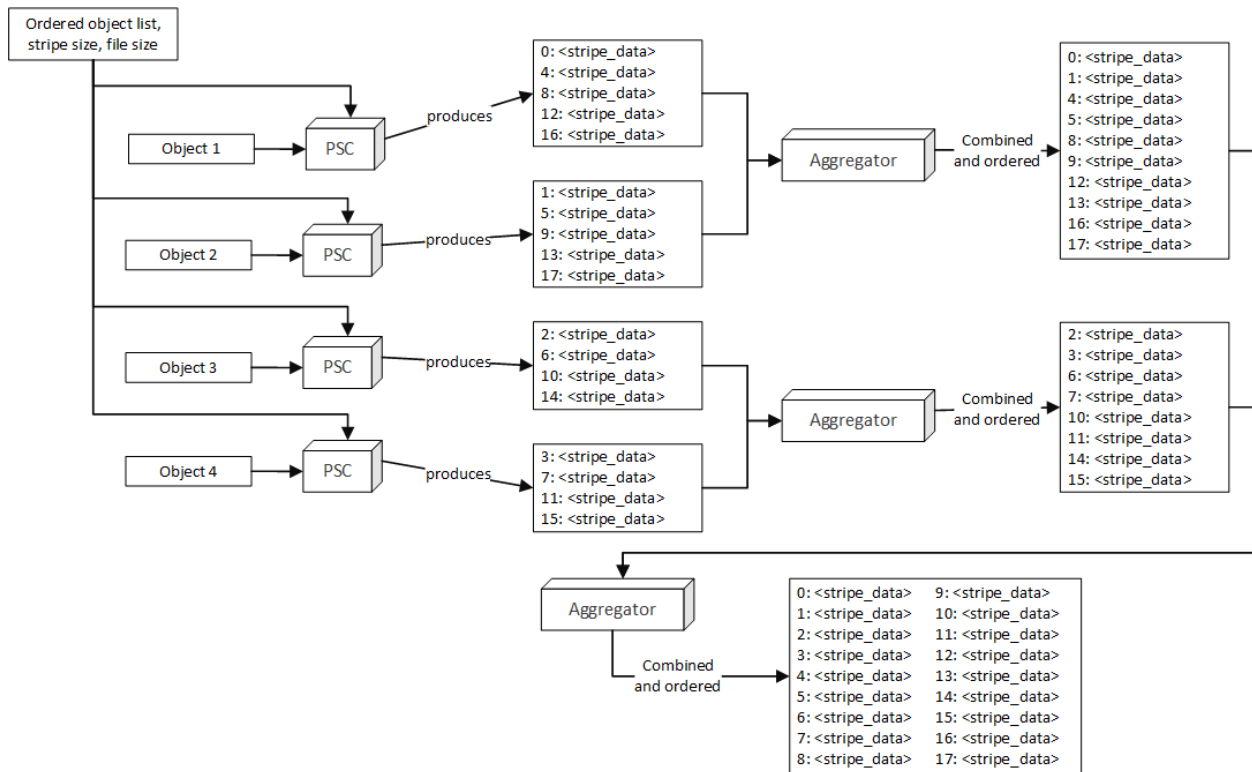 Ordered object list,
stripe size, file size
Object 1
PSC
produces
0: <stripe_data>
4: <stripe_data>
8: <stripe_data>
12: <stripe_data>
16: <stripe_data>
Object 2
PSC
produces
1: <stripe_data>
5: <stripe_data>
9: <stripe_data>
13: <stripe_data>
17: <stripe_data>
Aggregator
Combined
and ordered
0: <stripe_data>
1: <stripe_data>
4: <stripe_data>
5: <stripe_data>
8: <stripe_data>
9: <stripe_data>
12: <stripe_data>
13: <stripe_data>
16: <stripe_data>
17: <stripe_data>
Object 3
PSC
produces
2: <stripe_data>
6: <stripe_data>
10: <stripe_data>
14: <stripe_data>
Object 4
PSC
produces
3: <stripe_data>
7: <stripe_data>
11: <stripe_data>
15: <stripe_data>
Aggregator
Combined
and ordered
2: <stripe_data>
3: <stripe_data>
6: <stripe_data>
7: <stripe_data>
10: <stripe_data>
11: <stripe_data>
14: <stripe_data>
15: <stripe_data>
Aggregator
Combined
and ordered
0: <stripe_data>
1: <stripe_data>
2: <stripe_data>
3: <stripe_data>
4: <stripe_data>
5: <stripe_data>
6: <stripe_data>
7: <stripe_data>
8: <stripe_data>
9: <stripe_data>
10: <stripe_data>
11: <stripe_data>
12: <stripe_data>
13: <stripe_data>
14: <stripe_data>
15: <stripe_data>
16: <stripe_data>
17: <stripe_data>